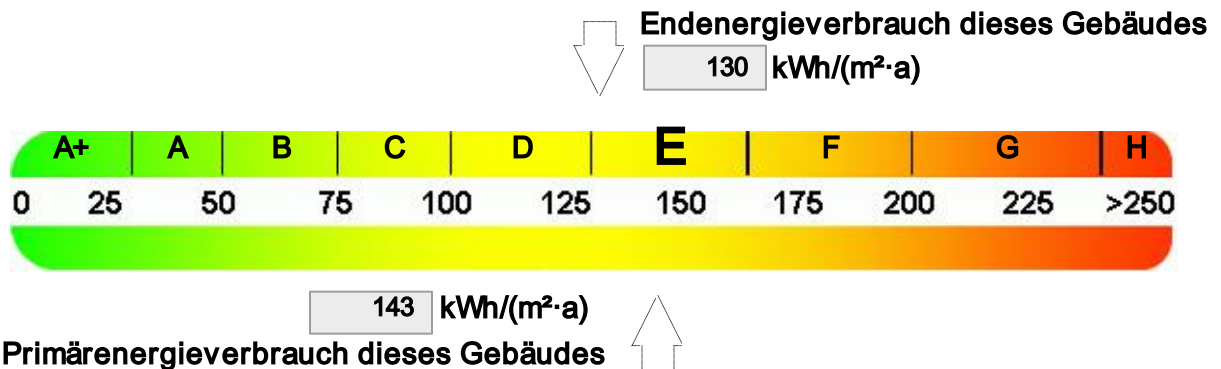 Endenergieverbrauch dieses Gebäudes
130 kWh/(m²·a)
A+ A B C D E F G H
0 25 50 75 100 125 150 175 200 225 >250
143 kWh/(m²·a)
Primärenergieverbrauch dieses Gebäudes